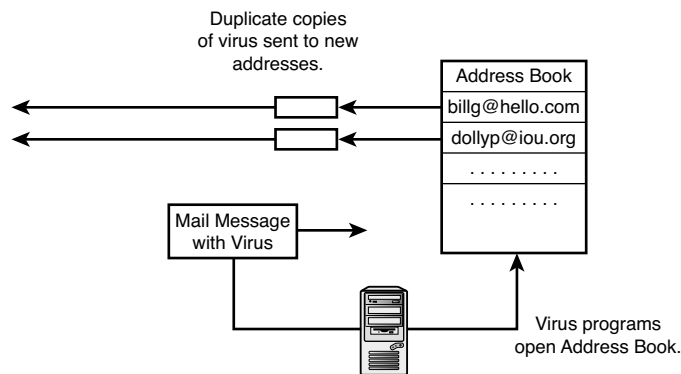 Duplicate copies
of virus sent to new
addresses.
Address Book
billg@hello.com
dollyp@iou.org
. . . . . . . . .
. . . . . . . . .
Mail Message
with Virus
Virus programs
open Address Book.